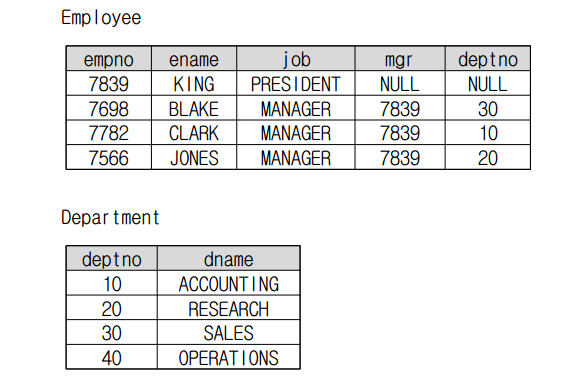 Employee
empno ename job mgr deptno
7839 KING PRESIDENT NULL NULL
7698 BLAKE MANAGER 7839 30
7782 CLARK MANAGER 7839 10
7566 JONES MANAGER 7839 20
Department
deptno dname
10 ACCOUNTING
20 RESEARCH
30 SALES
40 OPERATIONS